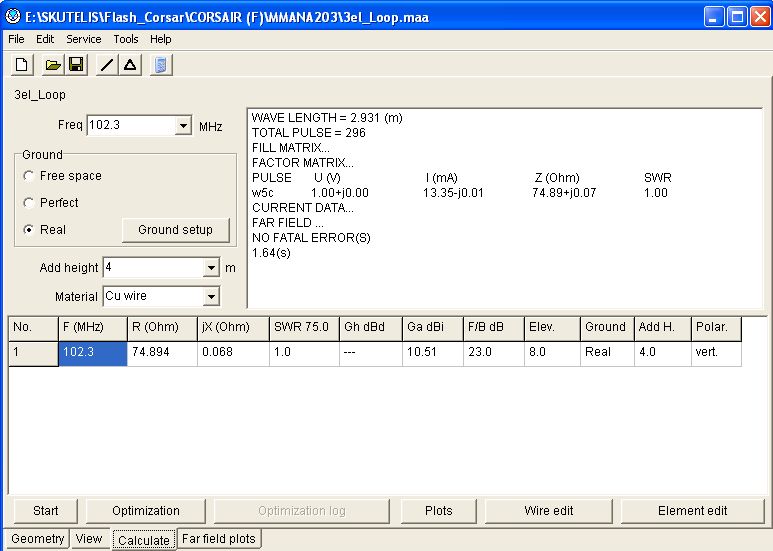 E:\SKUTELIS\Flash_Corsar\CORSAIR (F)\MMANA203\3el_Loop.maa
File Edit Service Tools Help
3el_Loop
Freq 102.3 MHz
Ground
Free space
Perfect
Real Ground setup
Add height 4 m
Material Cu wire
WAVE LENGTH = 2.931 (m)
TOTAL PULSE = 296
FILL MATRIX...
FACTOR MATRIX...
PULSE U (V) I (mA) Z (Ohm) SWR
w5c 1.00+j0.00 13.35-j0.01 74.89+j0.07 1.00
CURRENT DATA...
FAR FIELD ...
NO FATAL ERROR(S)
1.64(s)
No. F (MHz) R (Ohm) jX (Ohm) SWR 75.0 Gh dBd Ga dBi F/B dB Elev. Ground Add H. Polar.
1 102.3 74.894 0.068 1.0 --- 10.51 23.0 8.0 Real 4.0 vert.
Start Optimization Optimization log Plots Wire edit Element edit
Geometry View Calculate Far field plots